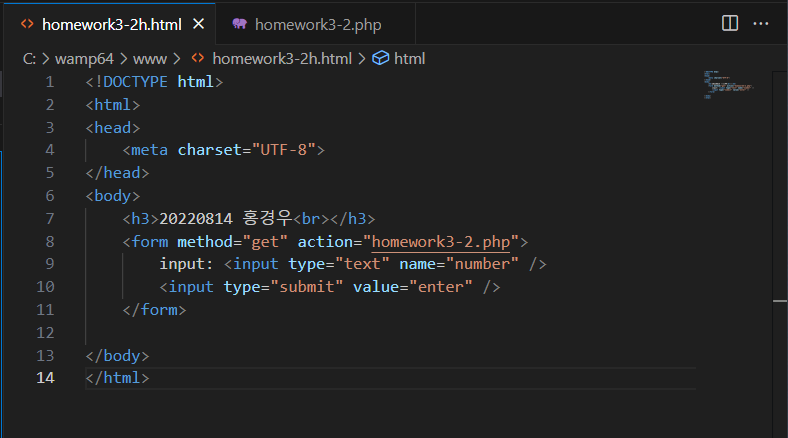 homework3-2h.html homework3-2.php
C: > wamp64 > www > homework3-2h.html > html
1 <!DOCTYPE html>
2 <html>
3 <head>
4 <meta charset="UTF-8">
5 </head>
6 <body>
7 <h3>20220814 홍경우<br></h3>
8 <form method="get" action="homework3-2.php">
9 input: <input type="text" name="number" />
10 <input type="submit" value="enter" />
11 </form>
12
13 </body>
14 </html>